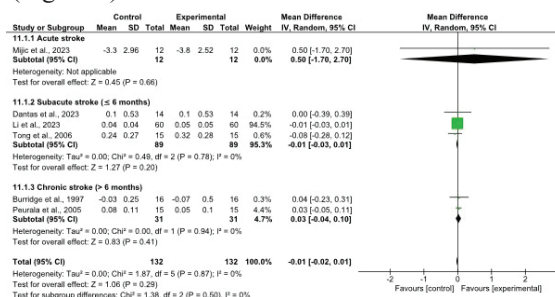 Control Experimental Mean Difference Mean Difference
Study or Subgroup Mean SD Total Mean SD Total Weight IV, Random, 95% CI IV, Random, 95% CI
11.1.1 Acute stroke
Mijic et al., 2023 -3.3 2.96 12 -3.8 2.52 12 0.0% 0.50 [-1.70, 2.70]
Subtotal (95% CI) 12 12 0.0% 0.50 [-1.70, 2.70]
Heterogeneity: Not applicable
Test for overall effect: Z = 0.45 (P = 0.66)
11.1.2 Subacute stroke (≤ 6 months)
Dantas et al., 2023 0.1 0.53 14 0.1 0.53 14 0.2% 0.00 [-0.39, 0.39]
Li et al., 2023 0.04 0.04 60 0.05 0.05 60 94.5% -0.01 [-0.03, 0.01]
Tong et al., 2006 0.24 0.27 15 0.32 0.28 15 0.6% -0.08 [-0.28, 0.12]
Subtotal (95% CI) 89 89 95.3% -0.01 [-0.03, 0.01]
Heterogeneity: Tau² = 0.00; Chi² = 0.49, df = 2 (P = 0.78); I² = 0%
Test for overall effect: Z = 1.27 (P = 0.20)
11.1.3 Chronic stroke (> 6 months)
Burridge et al., 1997 -0.03 0.25 16 -0.07 0.5 16 0.3% 0.04 [-0.23, 0.31]
Peurala et al., 2005 0.08 0.11 15 0.05 0.1 15 4.4% 0.03 [-0.05, 0.11]
Subtotal (95% CI) 31 31 4.7% 0.03 [-0.04, 0.10]
Heterogeneity: Tau² = 0.00; Chi² = 0.00, df = 1 (P = 0.94); I² = 0%
Test for overall effect: Z = 0.83 (P = 0.41)
Total (95% CI) 132 132 100.0% -0.01 [-0.02, 0.01]
Heterogeneity: Tau² = 0.00; Chi² = 1.87, df = 5 (P = 0.87); I² = 0%
Test for overall effect: Z = 1.06 (P = 0.29)
Test for subgroup differences: Chi² = 1.38, df = 2 (P = 0.50), I² = 0%
-2 -1 0 1 2
Favours [control] Favours [experimental]